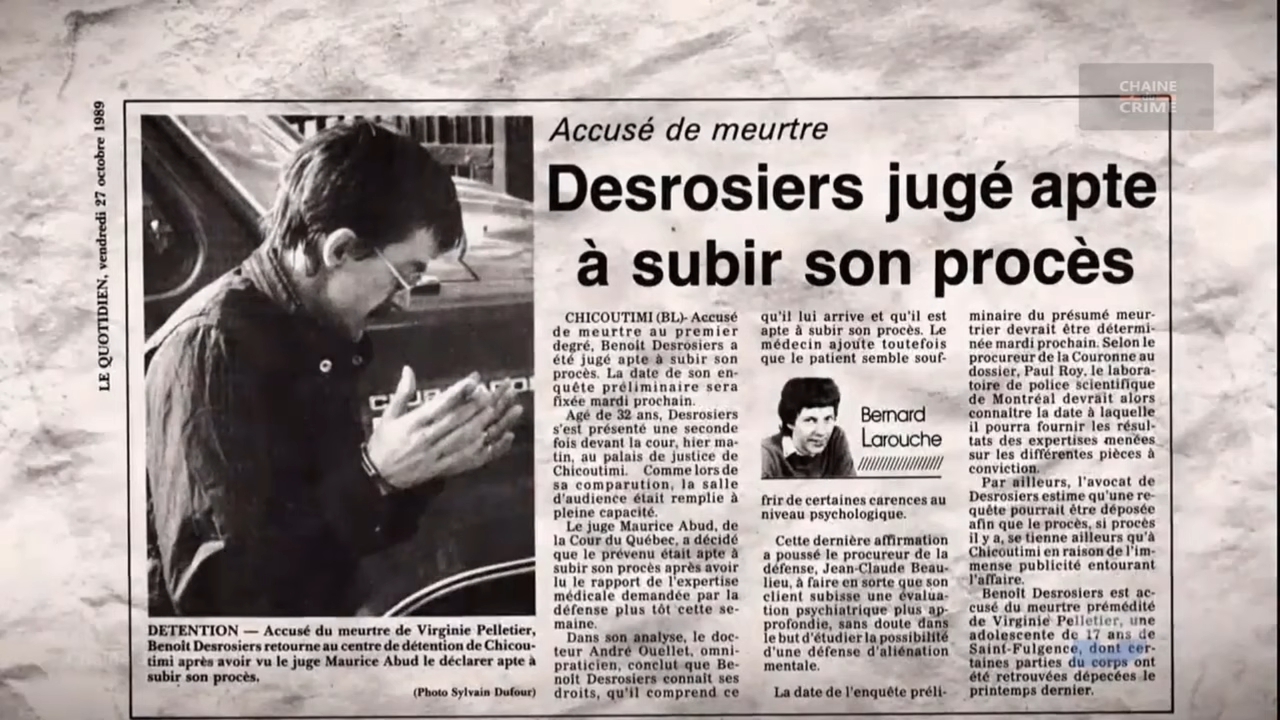 CHAINE
CRIME
LE QUOTIDIEN, vendredi 27 octobre 1989
Accusé de meurtre
Desrosiers jugé apte
à subir son procès
CHICOUTIMI (BL)- Accusé
de meurtre au premier
degré, Benoît Desrosiers a
été jugé apte à subir son
procès. La date de son en-
quête préliminaire sera
fixée mardi prochain.
Agé de 32 ans, Desrosiers
s'est présenté une seconde
fois devant la cour, hier ma-
tin, au palais de justice de
Chicoutimi. Comme lors de
sa comparution, la salle
d'audience était remplie à
pleine capacité.
Le juge Maurice Abud, de
la Cour du Québec, a décidé
que le prévenu était apte à
subir son procès après avoir
lu le rapport de l'expertise
médicale demandée par la
défense plus tôt cette se-
maine.
Dans son analyse, le doc-
teur André Ouellet, omni-
praticien, conclut que Be-
noît Desrosiers connaît ses
droits, qu'il comprend ce
qu'il lui arrive et qu'il est
apte à subir son procès. Le
médecin ajoute toutefois
que le patient semble souf-
Bernard
Larouche
frir de certaines carences au
niveau psychologique.
Cette dernière affirmation
a poussé le procureur de la
défense, Jean-Claude Beau-
lieu, à faire en sorte que son
client subisse une évalua-
tion psychiatrique plus ap-
profondie, sans doute dans
le but d'étudier la possibilité
d'une défense d'aliénation
mentale.
La date de l'enquête préli-
minaire du présumé meur-
trier devrait être détermi-
née mardi prochain. Selon le
procureur de la Couronne au
dossier, Paul Roy, le labora-
toire de police scientifique
de Montréal devrait alors
connaître la date à laquelle
il pourra fournir les résul-
tats des expertises menées
sur les différentes pièces à
conviction.
Par ailleurs, l'avocat de
Desrosiers estime qu'une re-
quête pourrait être déposée
afin que le procès, si procès
il y a, se tienne ailleurs qu'à
Chicoutimi en raison de l'im-
mense publicité entourant
l'affaire.
Benoît Desrosiers est ac-
cusé du meurtre prémédité
de Virginie Pelletier, une
adolescente de 17 ans de
Saint-Fulgence, dont cer-
taines parties du corps ont
été retrouvées dépecées le
printemps dernier.
DETENTION — Accusé du meurtre de Virginie Pelletier,
Benoît Desrosiers retourne au centre de détention de Chicou-
timi après avoir vu le juge Maurice Abud le déclarer apte à
subir son procès.
(Photo Sylvain Dufour)